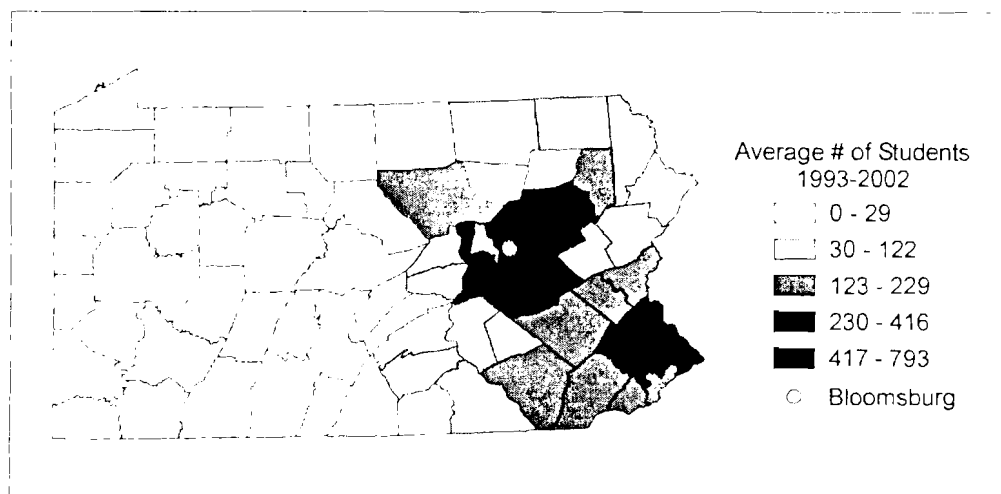 Average # of Students
1993-2002
0 - 29
30 - 122
123 - 229
230 - 416
417 - 793
Bloomsburg